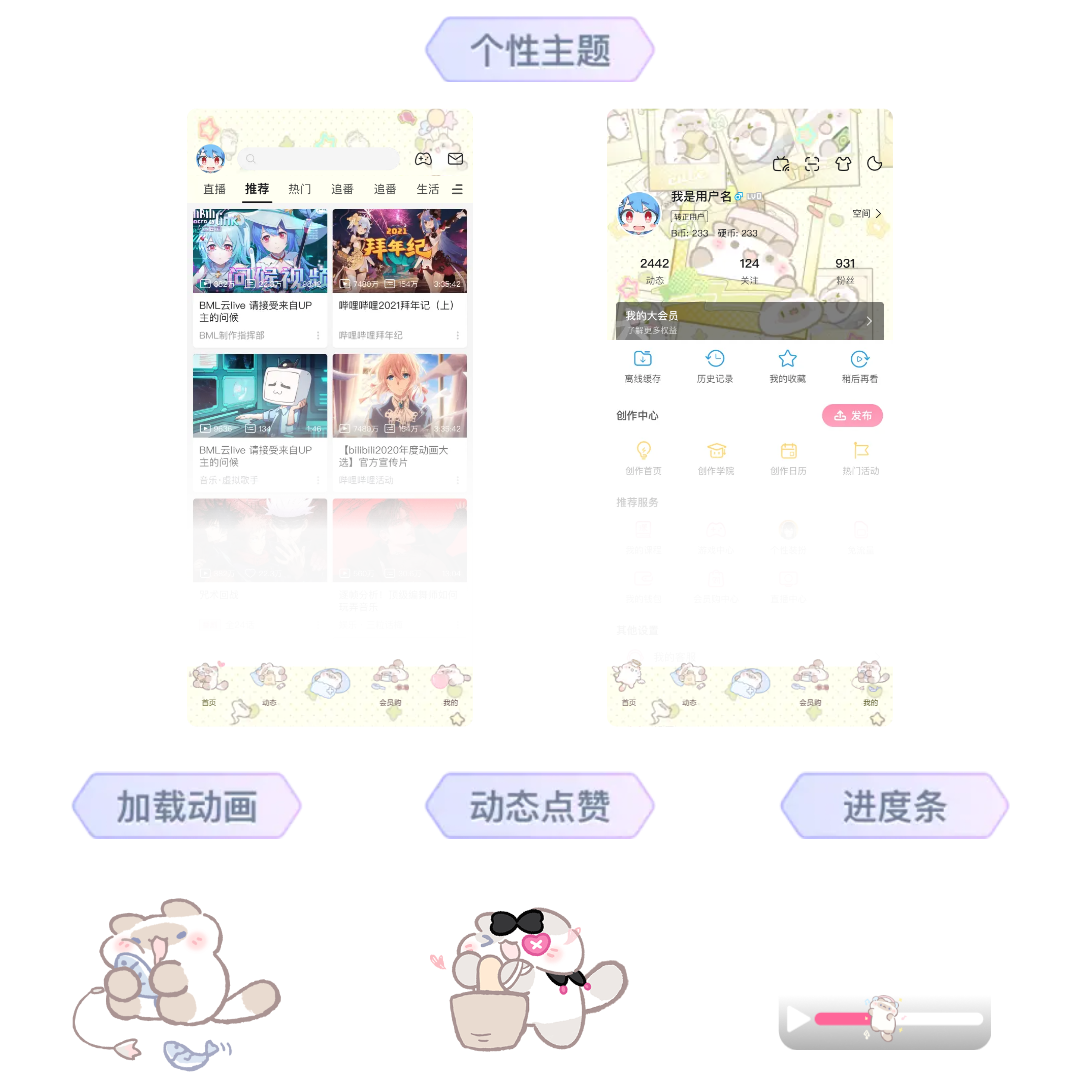 个性主题
直播 推荐 热门 追番 追番 生活
2021
拜年纪
问候视频
7400万 154万 3:35:42
BML云live 请接受来自UP主的问候
BML制作指挥部
哔哩哔哩2021拜年记（上）
哔哩哔哩拜年纪
134
BML云live 请接受来自UP主的问候
音乐·虚拟歌手
【bilibili2020年度动画大选】官方宣传片
哔哩哔哩活动
首页 动态 会员购 我的
我是用户名
转正用户
B币: 233 硬币: 233
空间
2442 124 931
动态 关注 粉丝
我的大会员
了解更多权益
离线缓存 历史记录 我的收藏 稍后再看
创作中心 发布
创作首页 创作学院 创作日历 热门活动
推荐服务
首页 动态 会员购 我的
加载动画 动态点赞 进度条